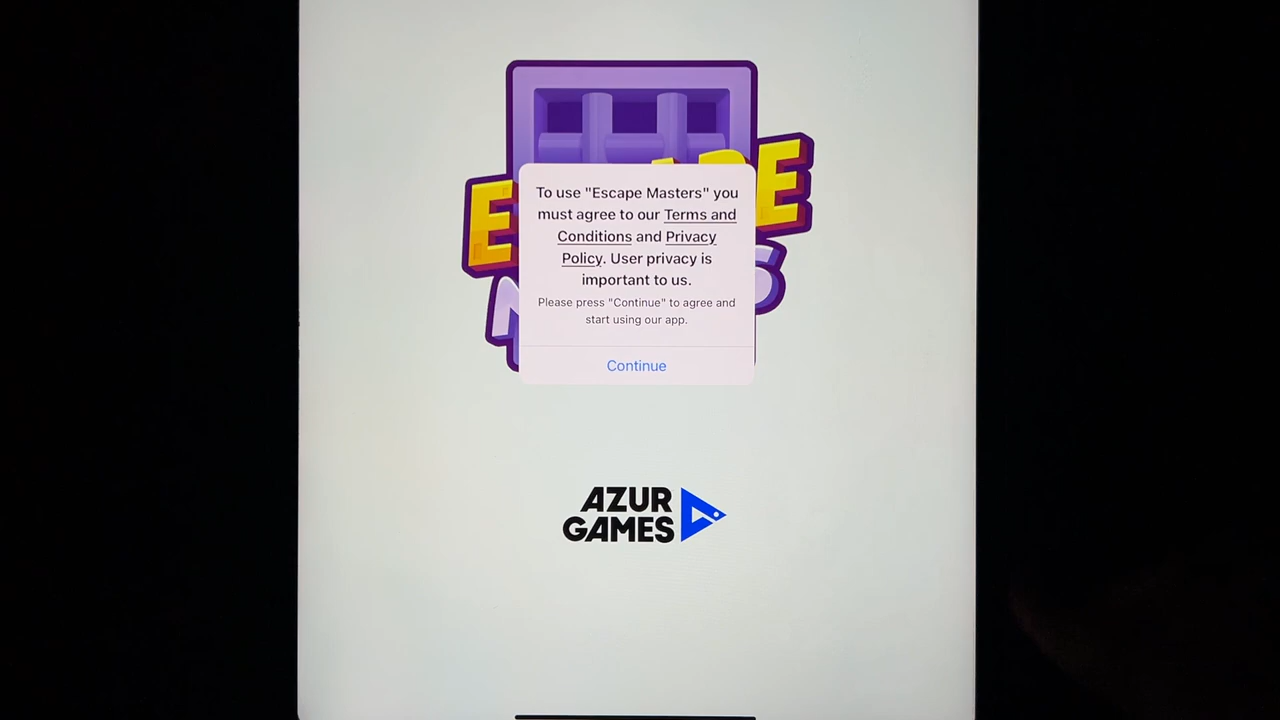 To use "Escape Masters" you
must agree to our Terms and
Conditions and Privacy
Policy. User privacy is
important to us.
Please press "Continue" to agree and
start using our app.
Continue
AZUR
GAMES